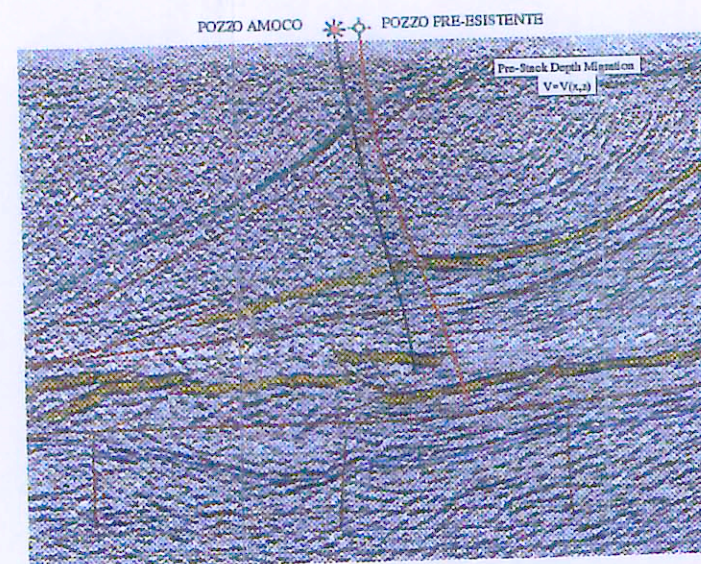 POZZO AMOCO
POZZO PRE-ESISTENTE
Pre-Stack Depth Migration
V=V(x,z)